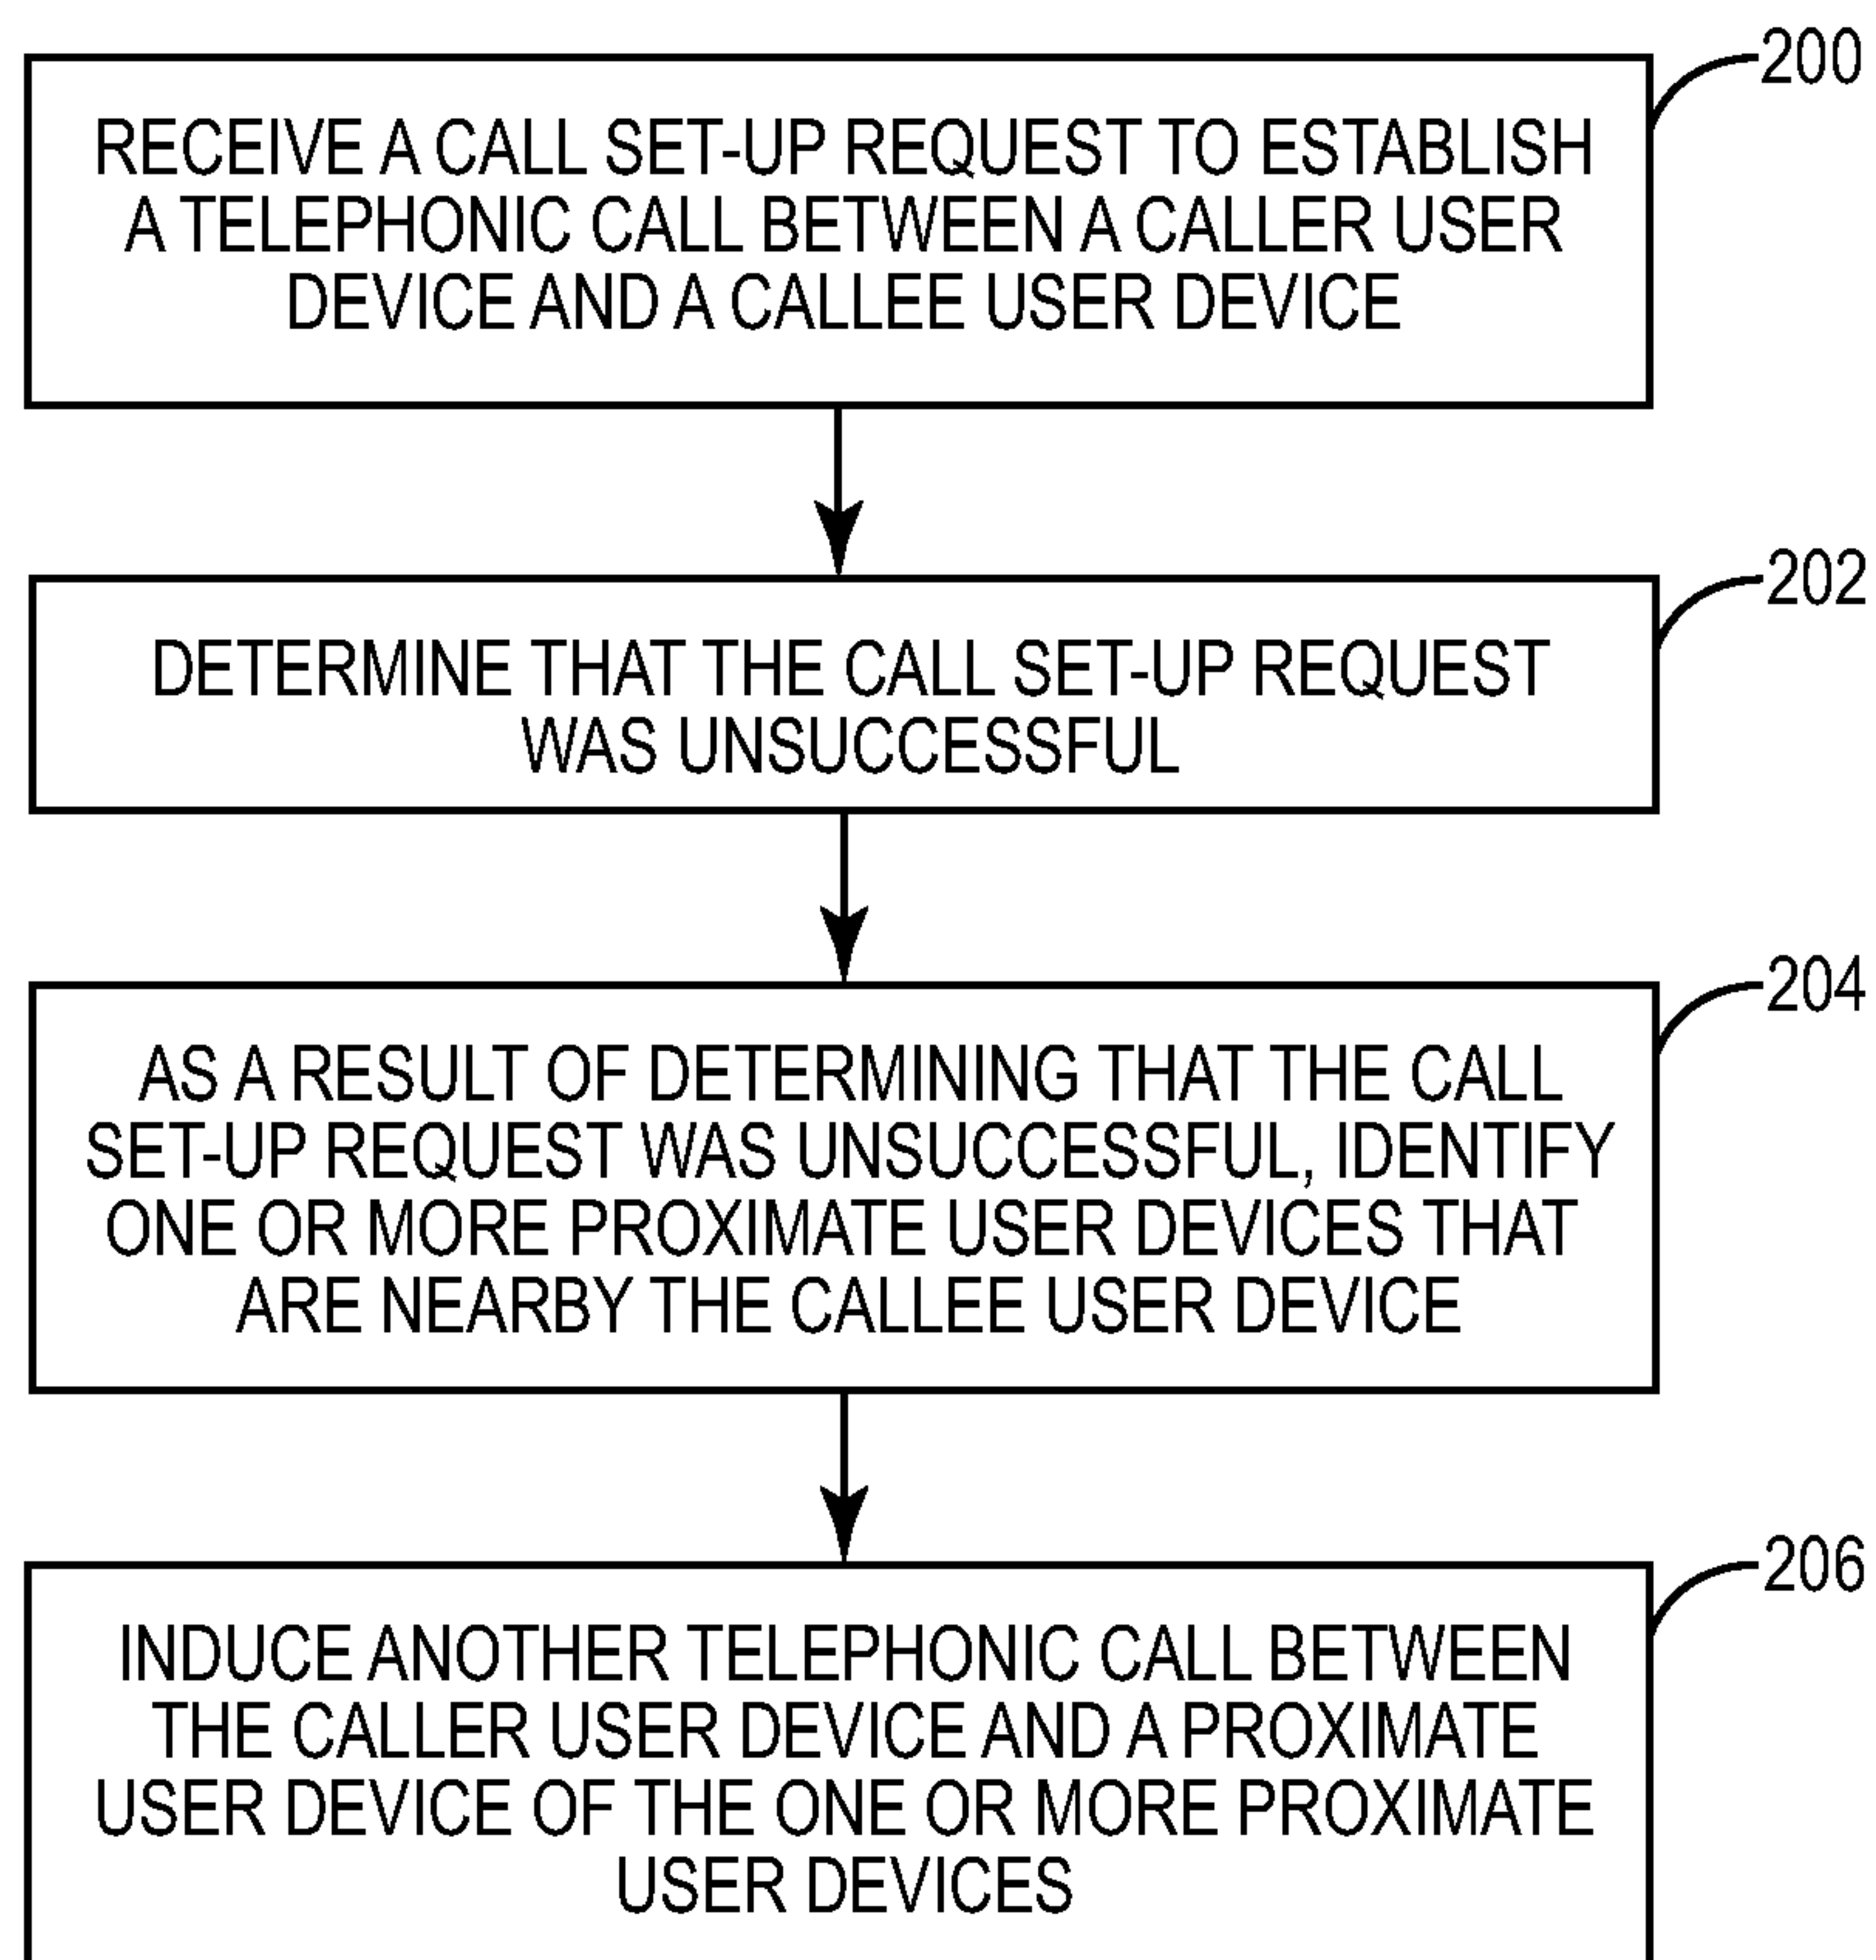 200
RECEIVE A CALL SET-UP REQUEST TO ESTABLISH
A TELEPHONIC CALL BETWEEN A CALLER USER
DEVICE AND A CALLEE USER DEVICE
202
DETERMINE THAT THE CALL SET-UP REQUEST
WAS UNSUCCESSFUL
204
AS A RESULT OF DETERMINING THAT THE CALL
SET-UP REQUEST WAS UNSUCCESSFUL, IDENTIFY
ONE OR MORE PROXIMATE USER DEVICES THAT
ARE NEARBY THE CALLEE USER DEVICE
206
INDUCE ANOTHER TELEPHONIC CALL BETWEEN
THE CALLER USER DEVICE AND A PROXIMATE
USER DEVICE OF THE ONE OR MORE PROXIMATE
USER DEVICES